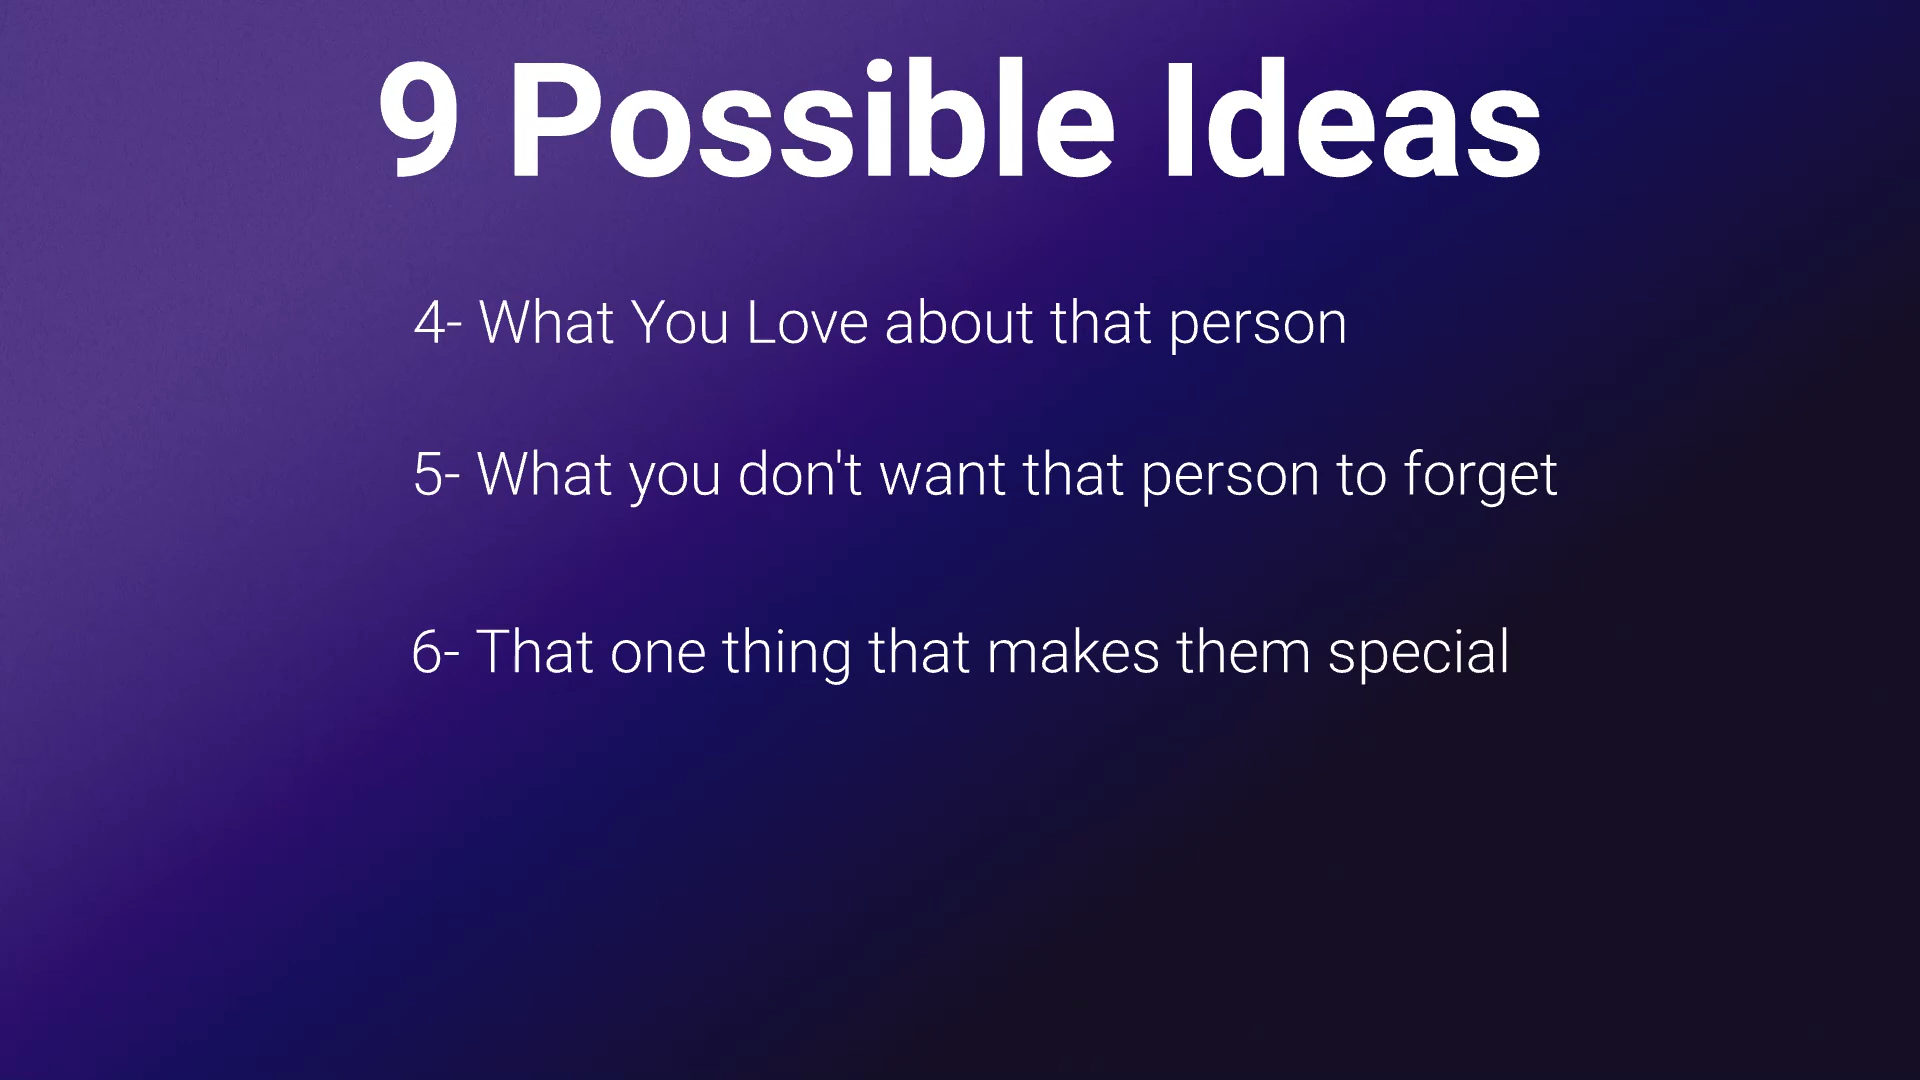 9 Possible Ideas
4- What You Love about that person
5- What you don't want that person to forget
6- That one thing that makes them special